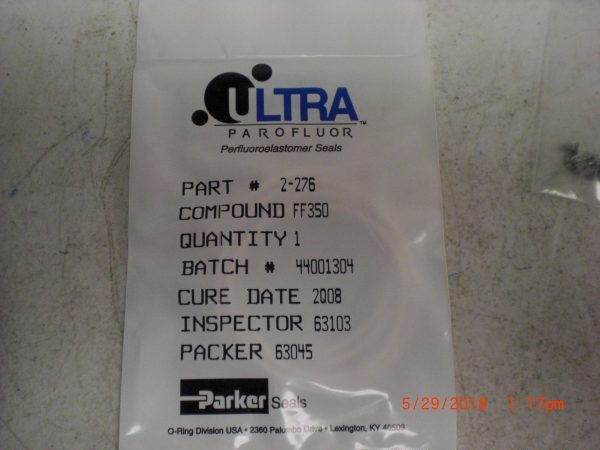 ULTRA™
PAROFLUOR
Perfluoroelastomer Seals
PART # 2-276
COMPOUND FF350
QUANTITY 1
BATCH # 44001304
CURE DATE 2008
INSPECTOR 63103
PACKER 63045
Parker Seals
O-Ring Division USA • 2360 Palumbo Drive • Lexington, KY 40509
5/29/2018 1:17pm